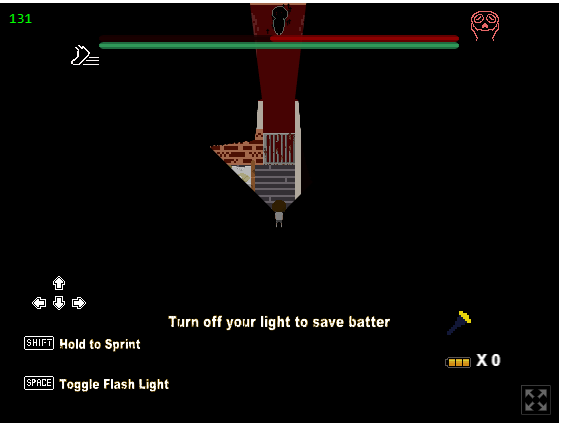 131
Turn off your light to save batter
SHIFT Hold to Sprint
X 0
SPACE Toggle Flash Light